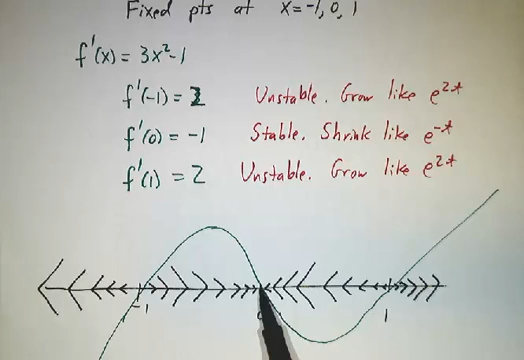 Fixed pts at x=-1, 0, 1
f'(x) = 3x²-1
f'(-1) = 2 Unstable. Grow like e^{2t}
f'(0) = -1 Stable. Shrink like e^{-t}
f'(1) = 2 Unstable. Grow like e^{2t}
-1 1